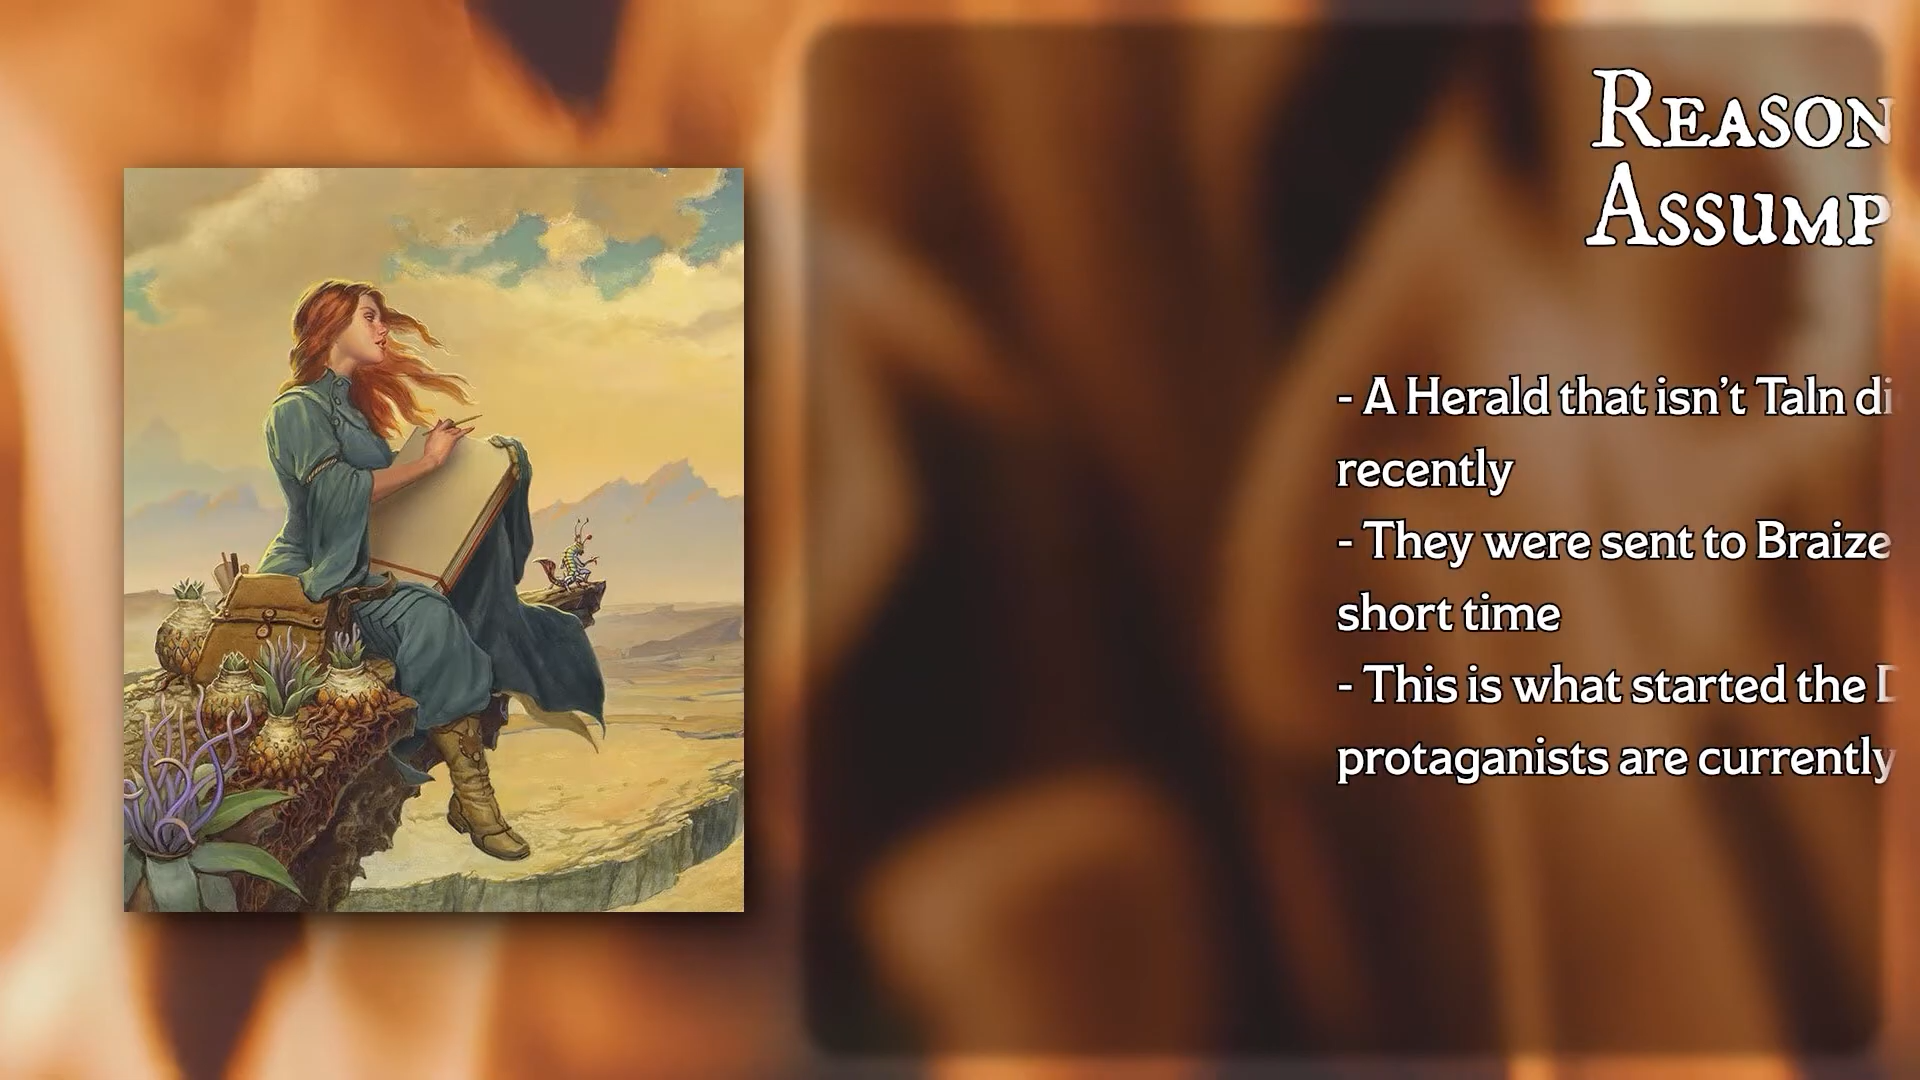 Reason
Assump
- A Herald that isn't Taln di
recently
- They were sent to Braize
short time
- This is what started the
protaganists are currently